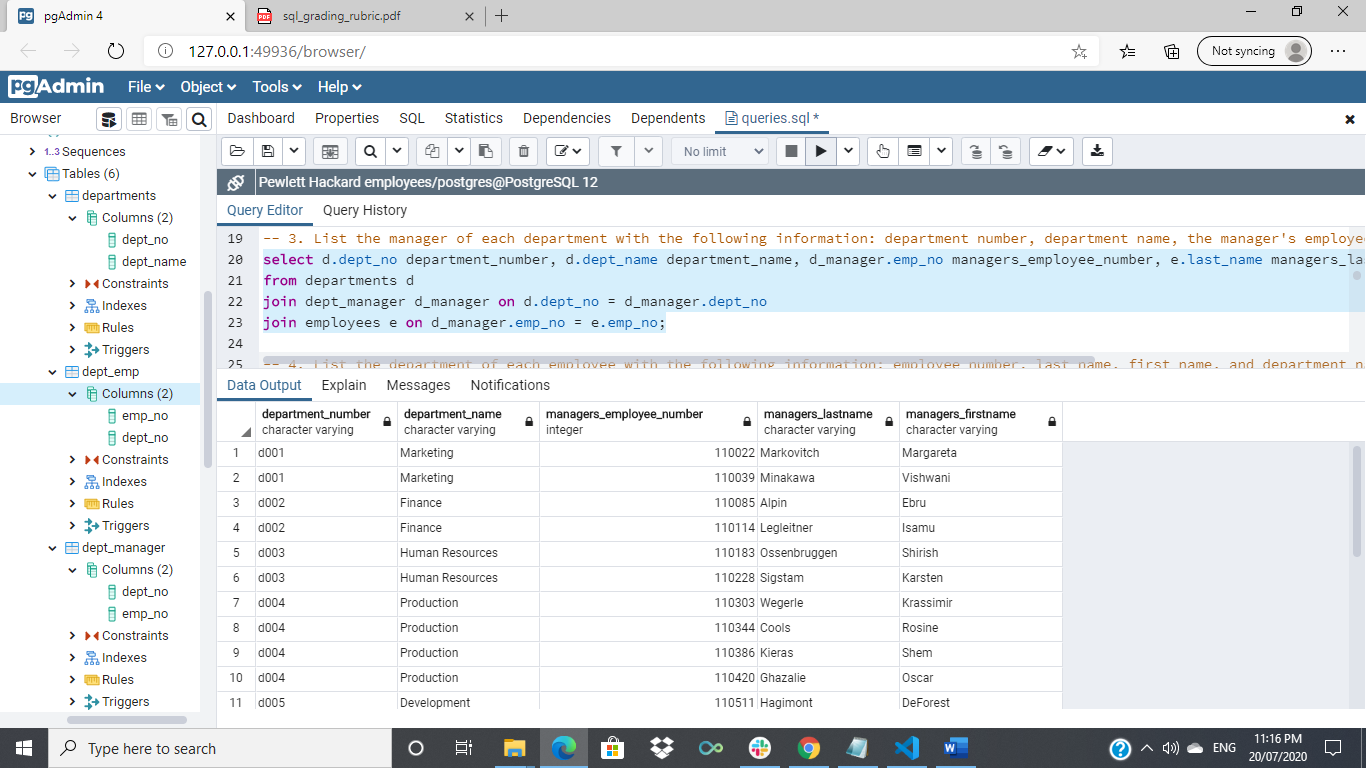 pgAdmin 4
sql_grading_rubric.pdf
127.0.0.1:49936/browser/
Not syncing
pgAdmin File Object Tools Help
Browser
Dashboard Properties SQL Statistics Dependencies Dependents queries.sql *
1..3 Sequences
Tables (6)
departments
Columns (2)
dept_no
dept_name
Constraints
Indexes
Rules
Triggers
dept_emp
Columns (2)
emp_no
dept_no
Constraints
Indexes
Rules
Triggers
dept_manager
Columns (2)
dept_no
emp_no
Constraints
Indexes
Rules
Triggers
No limit
Pewlett Hackard employees/postgres@PostgreSQL 12
Query Editor Query History
19 -- 3. List the manager of each department with the following information: department number, department name, the manager's employe
20 select d.dept_no department_number, d.dept_name department_name, d_manager.emp_no managers_employee_number, e.last_name managers_la
21 from departments d
22 join dept_manager d_manager on d.dept_no = d_manager.dept_no
23 join employees e on d_manager.emp_no = e.emp_no;
24
25 -- 4. List the department of each employee with the following information: employee number, last name, first name, and department n
Data Output Explain Messages Notifications
department_number department_name managers_employee_number managers_lastname managers_firstname
character varying character varying integer character varying character varying
1 d001 Marketing 110022 Markovitch Margareta
2 d001 Marketing 110039 Minakawa Vishwani
3 d002 Finance 110085 Alpin Ebru
4 d002 Finance 110114 Legleitner Isamu
5 d003 Human Resources 110183 Ossenbruggen Shirish
6 d003 Human Resources 110228 Sigstam Karsten
7 d004 Production 110303 Wegerle Krassimir
8 d004 Production 110344 Cools Rosine
9 d004 Production 110386 Kieras Shem
10 d004 Production 110420 Ghazalie Oscar
11 d005 Development 110511 Hagimont DeForest
Type here to search
ENG
11:16 PM
20/07/2020